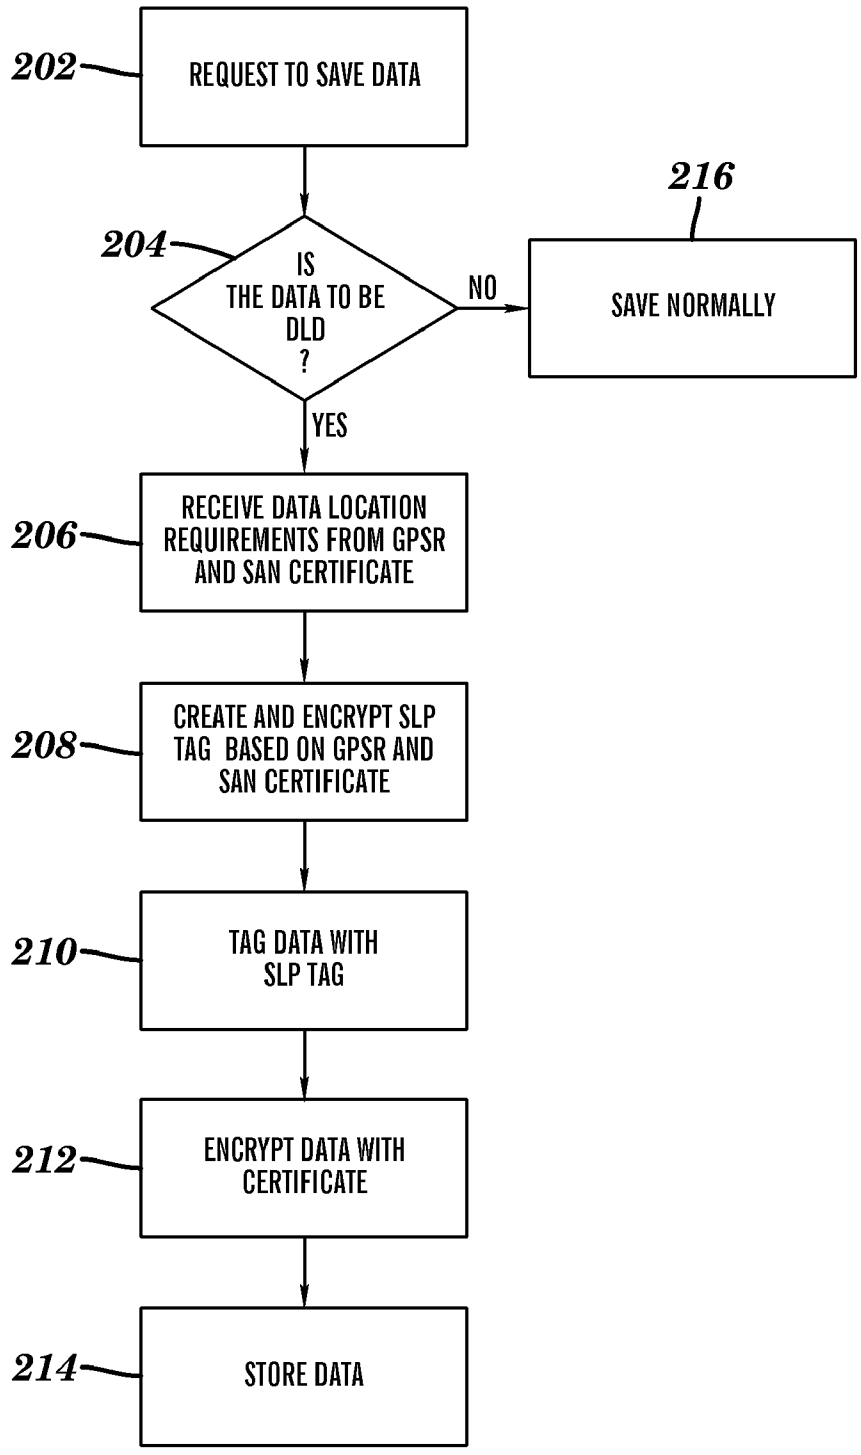 202
REQUEST TO SAVE DATA
204
IS
THE DATA TO BE
DLD
?
NO
216
SAVE NORMALLY
YES
206
RECEIVE DATA LOCATION
REQUIREMENTS FROM GPSR
AND SAN CERTIFICATE
208
CREATE AND ENCRYPT SLP
TAG BASED ON GPSR AND
SAN CERTIFICATE
210
TAG DATA WITH
SLP TAG
212
ENCRYPT DATA WITH
CERTIFICATE
214
STORE DATA